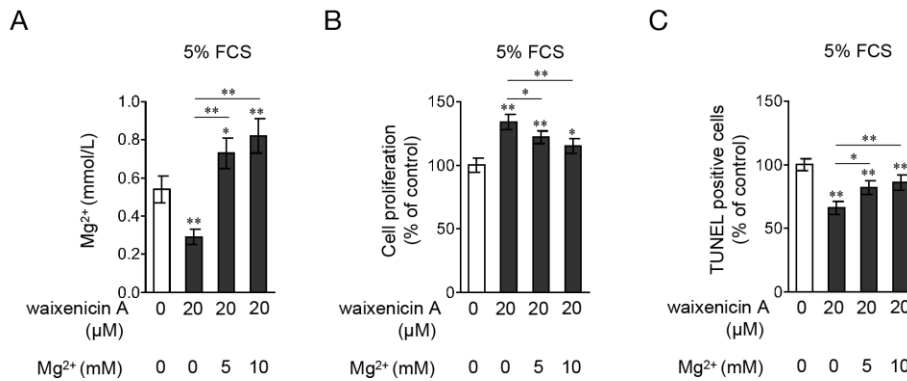 A
5% FCS
Mg²⁺ (mmol/L)
1.0
0.8
0.6
0.4
0.2
0.0
**
**
**
*
**
waixenicin A
(µM)
0 20 20 20
Mg²⁺ (mM)
0 0 5 10
B
5% FCS
Cell proliferation
(% of control)
150
100
50
0
**
*
**
**
*
waixenicin A
(µM)
0 20 20 20
Mg²⁺ (mM)
0 0 5 10
C
5% FCS
TUNEL positive cells
(% of control)
150
100
50
0
**
*
**
**
**
waixenicin A
(µM)
0 20 20 20
Mg²⁺ (mM)
0 0 5 10